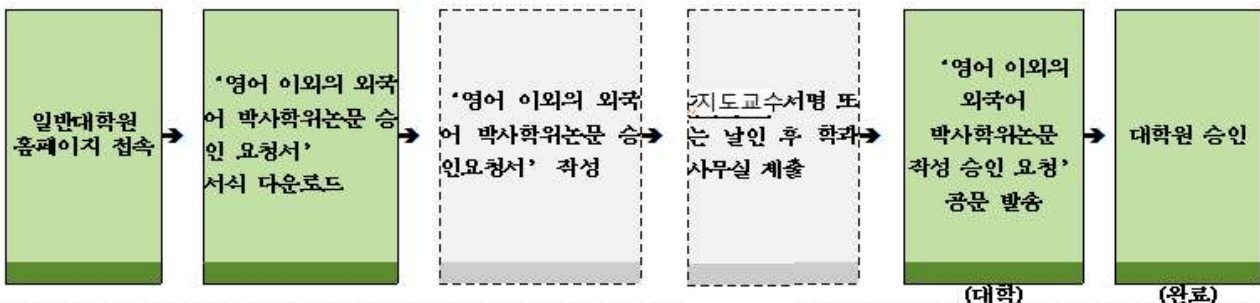 일반대학원
홈페이지 접속
➔
‘영어 이외의 외국
어 박사학위논문 승
인 요청서’
서식 다운로드
➔
‘영어 이외의 외국
어 박사학위논문 승
인요청서’ 작성
➔
지도교수서명 또
는 날인 후 학과
사무실 제출
➔
‘영어 이외의
외국어
박사학위논문
작성 승인 요청’
공문 발송
(대학)
➔
대학원 승인
(완료)